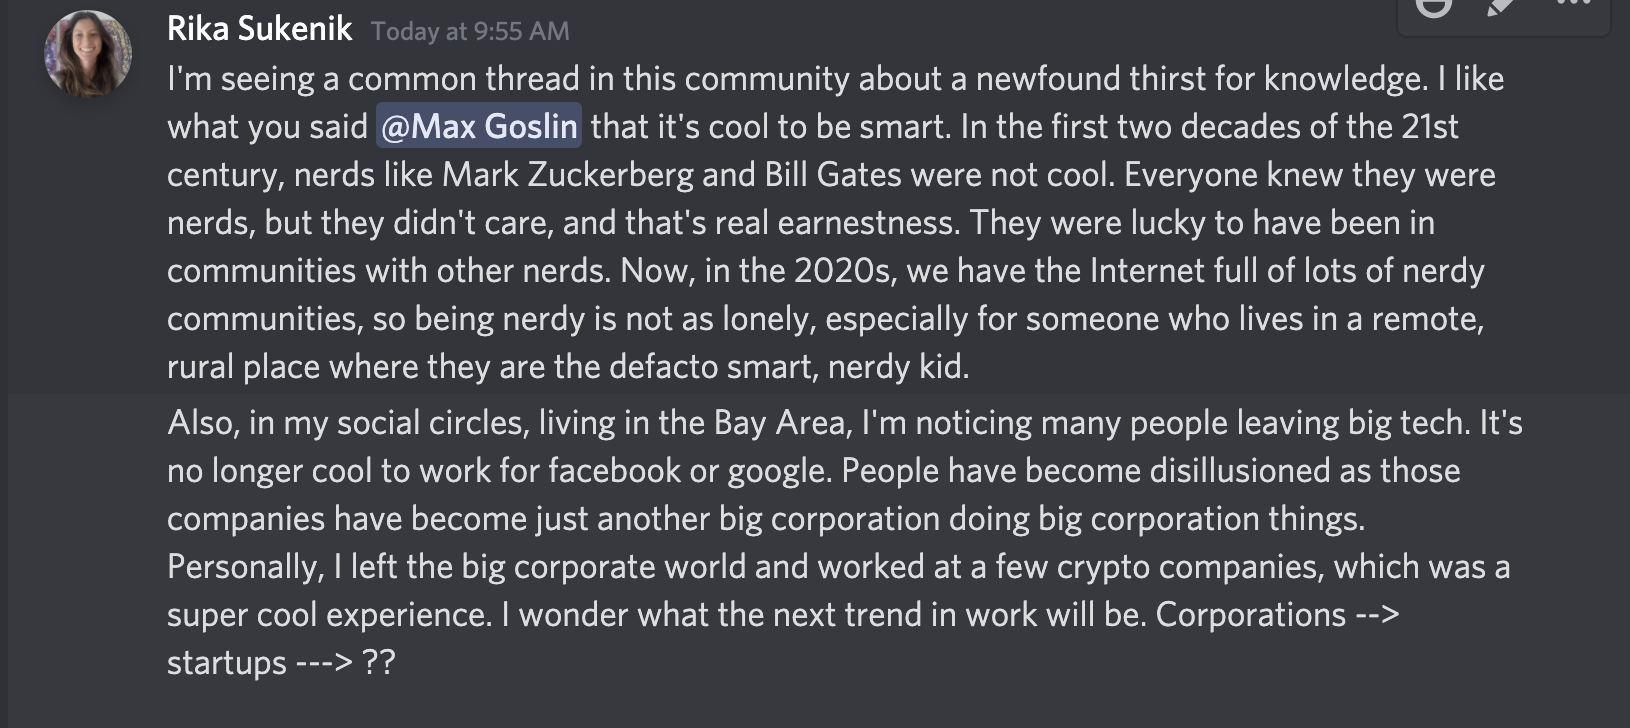 Rika Sukenik Today at 9:55 AM
I'm seeing a common thread in this community about a newfound thirst for knowledge. I like
what you said @Max Goslin that it's cool to be smart. In the first two decades of the 21st
century, nerds like Mark Zuckerberg and Bill Gates were not cool. Everyone knew they were
nerds, but they didn't care, and that's real earnestness. They were lucky to have been in
communities with other nerds. Now, in the 2020s, we have the Internet full of lots of nerdy
communities, so being nerdy is not as lonely, especially for someone who lives in a remote,
rural place where they are the defacto smart, nerdy kid.
Also, in my social circles, living in the Bay Area, I'm noticing many people leaving big tech. It's
no longer cool to work for facebook or google. People have become disillusioned as those
companies have become just another big corporation doing big corporation things.
Personally, I left the big corporate world and worked at a few crypto companies, which was a
super cool experience. I wonder what the next trend in work will be. Corporations -->
startups ---> ??